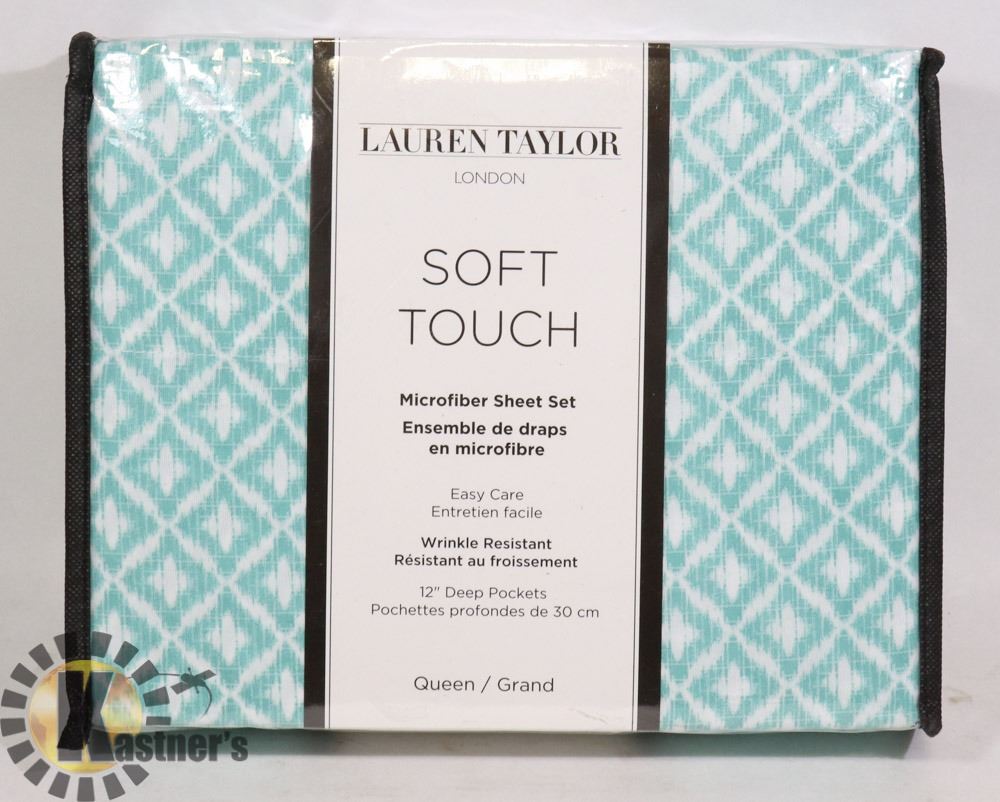 LAUREN TAYLOR
LONDON
SOFT
TOUCH
Microfiber Sheet Set
Ensemble de draps
en microfibre
Easy Care
Entretien facile
Wrinkle Resistant
Résistant au froissement
12" Deep Pockets
Pochettes profondes de 30 cm
Queen / Grand
Kastner's